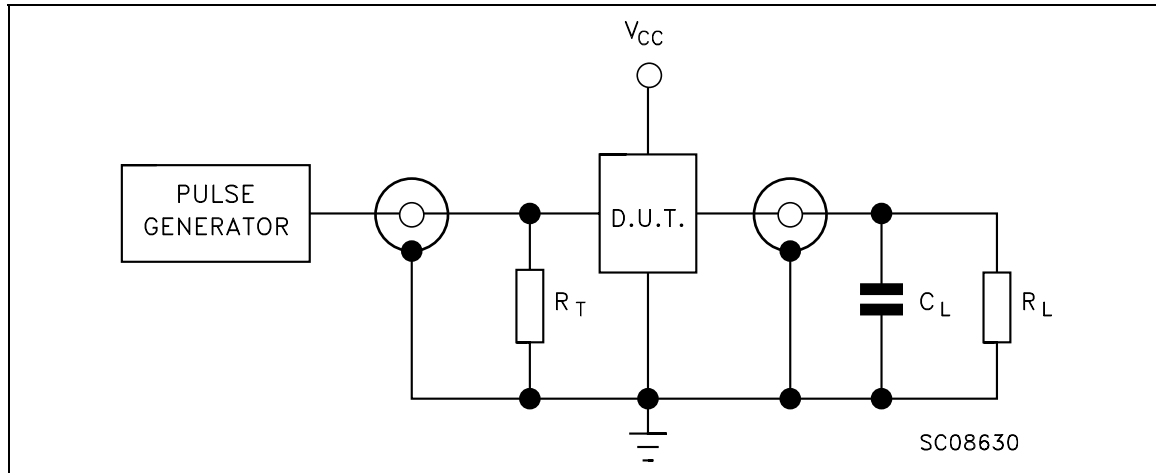 VCC
PULSE
GENERATOR
D.U.T.
RT
CL
RL
SC08630